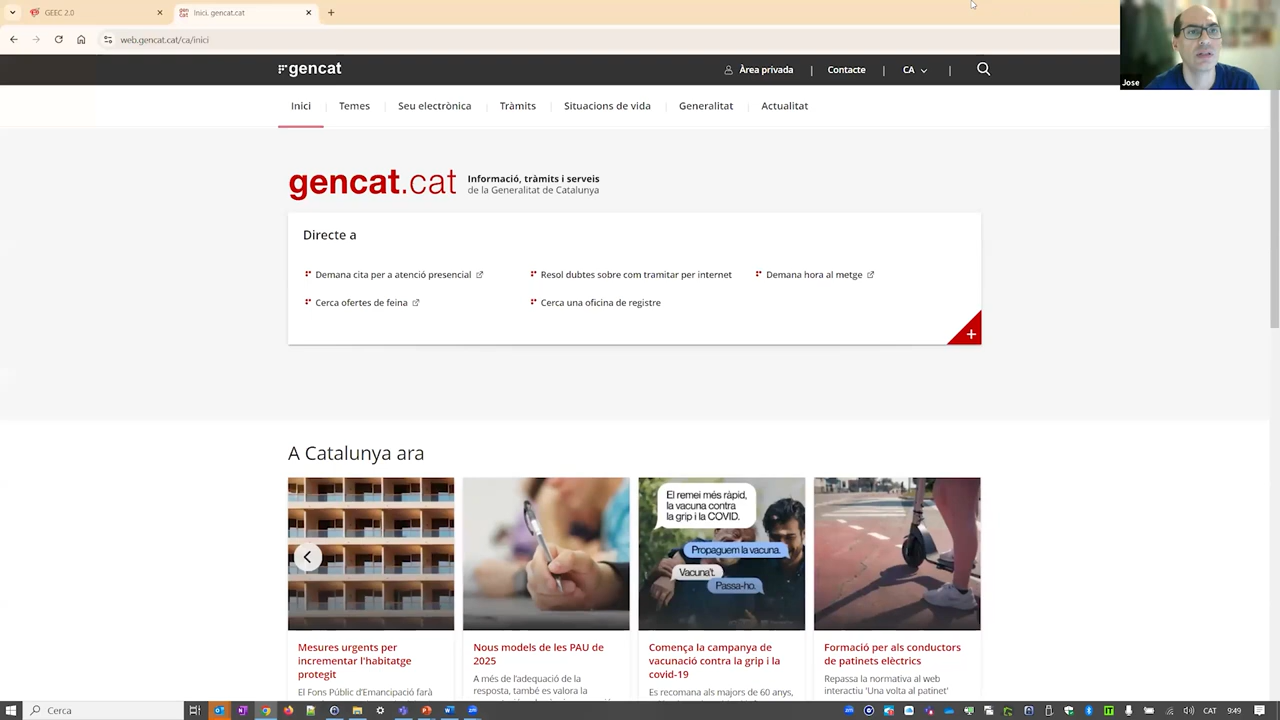 GEEC 2.0
Inici. gencat.cat
web.gencat.cat/ca/inici
gencat
Àrea privada
Contacte
CA
Inici
Temes
Seu electrònica
Tràmits
Situacions de vida
Generalitat
Actualitat
Jose
gencat.cat
Informació, tràmits i serveis
de la Generalitat de Catalunya
Directe a
Demana cita per a atenció presencial
Resol dubtes sobre com tramitar per internet
Demana hora al metge
Cerca ofertes de feina
Cerca una oficina de registre
A Catalunya ara
El remei més ràpid,
la vacuna contra
la grip i la COVID.
Propaguem la vacuna.
Vacuna't.
Passa-ho.
Mesures urgents per
incrementar l'habitatge
protegit
El Fons Públic d'Emancipació farà
Nous models de les PAU de
2025
A més de l'adequació de la
resposta, també es valora la
Comença la campanya de
vacunació contra la grip i la
covid-19
Es recomana als majors de 60 anys,
Formació per als conductors
de patinets elèctrics
Repassa la normativa al web
interactiu 'Una volta al patinet'
Cerca
CAT
9:49